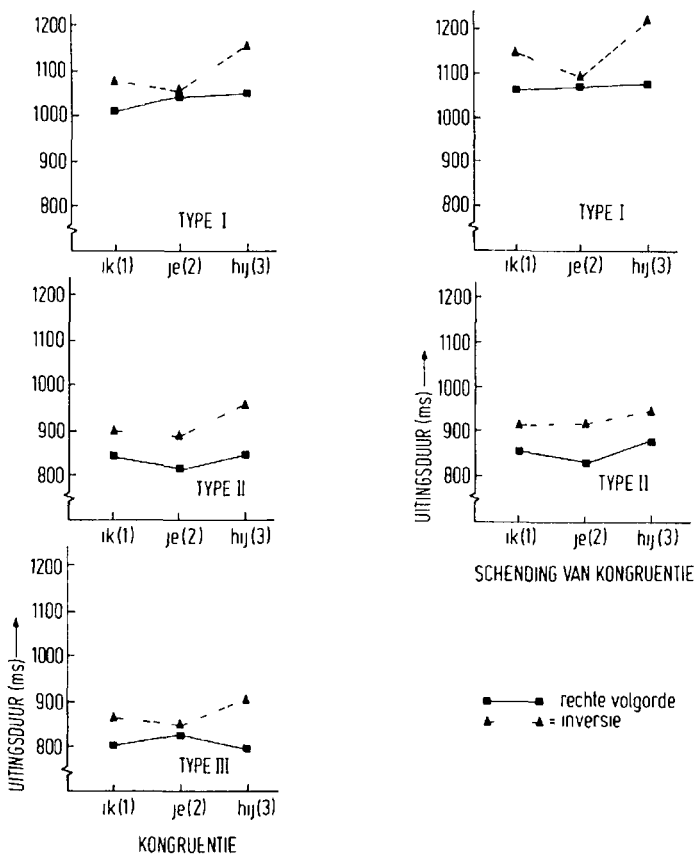 1200
1100
1000
900
800
TYPE I
ik(1) je(2) hij(3)
1200
1100
1000
900
800
TYPE I
ik(1) je(2) hij(3)
1200
1100
1000
900
800
TYPE II
ik(1) je(2) hij(3)
1200
1100
1000
900
800
UITINGSDUUR (ms)
TYPE II
ik(1) je(2) hij(3)
SCHENDING VAN KONGRUENTIE
1200
1100
1000
900
800
UITINGSDUUR (ms)
TYPE III
ik(1) je(2) hij(3)
KONGRUENTIE
rechte volgorde
= inversie